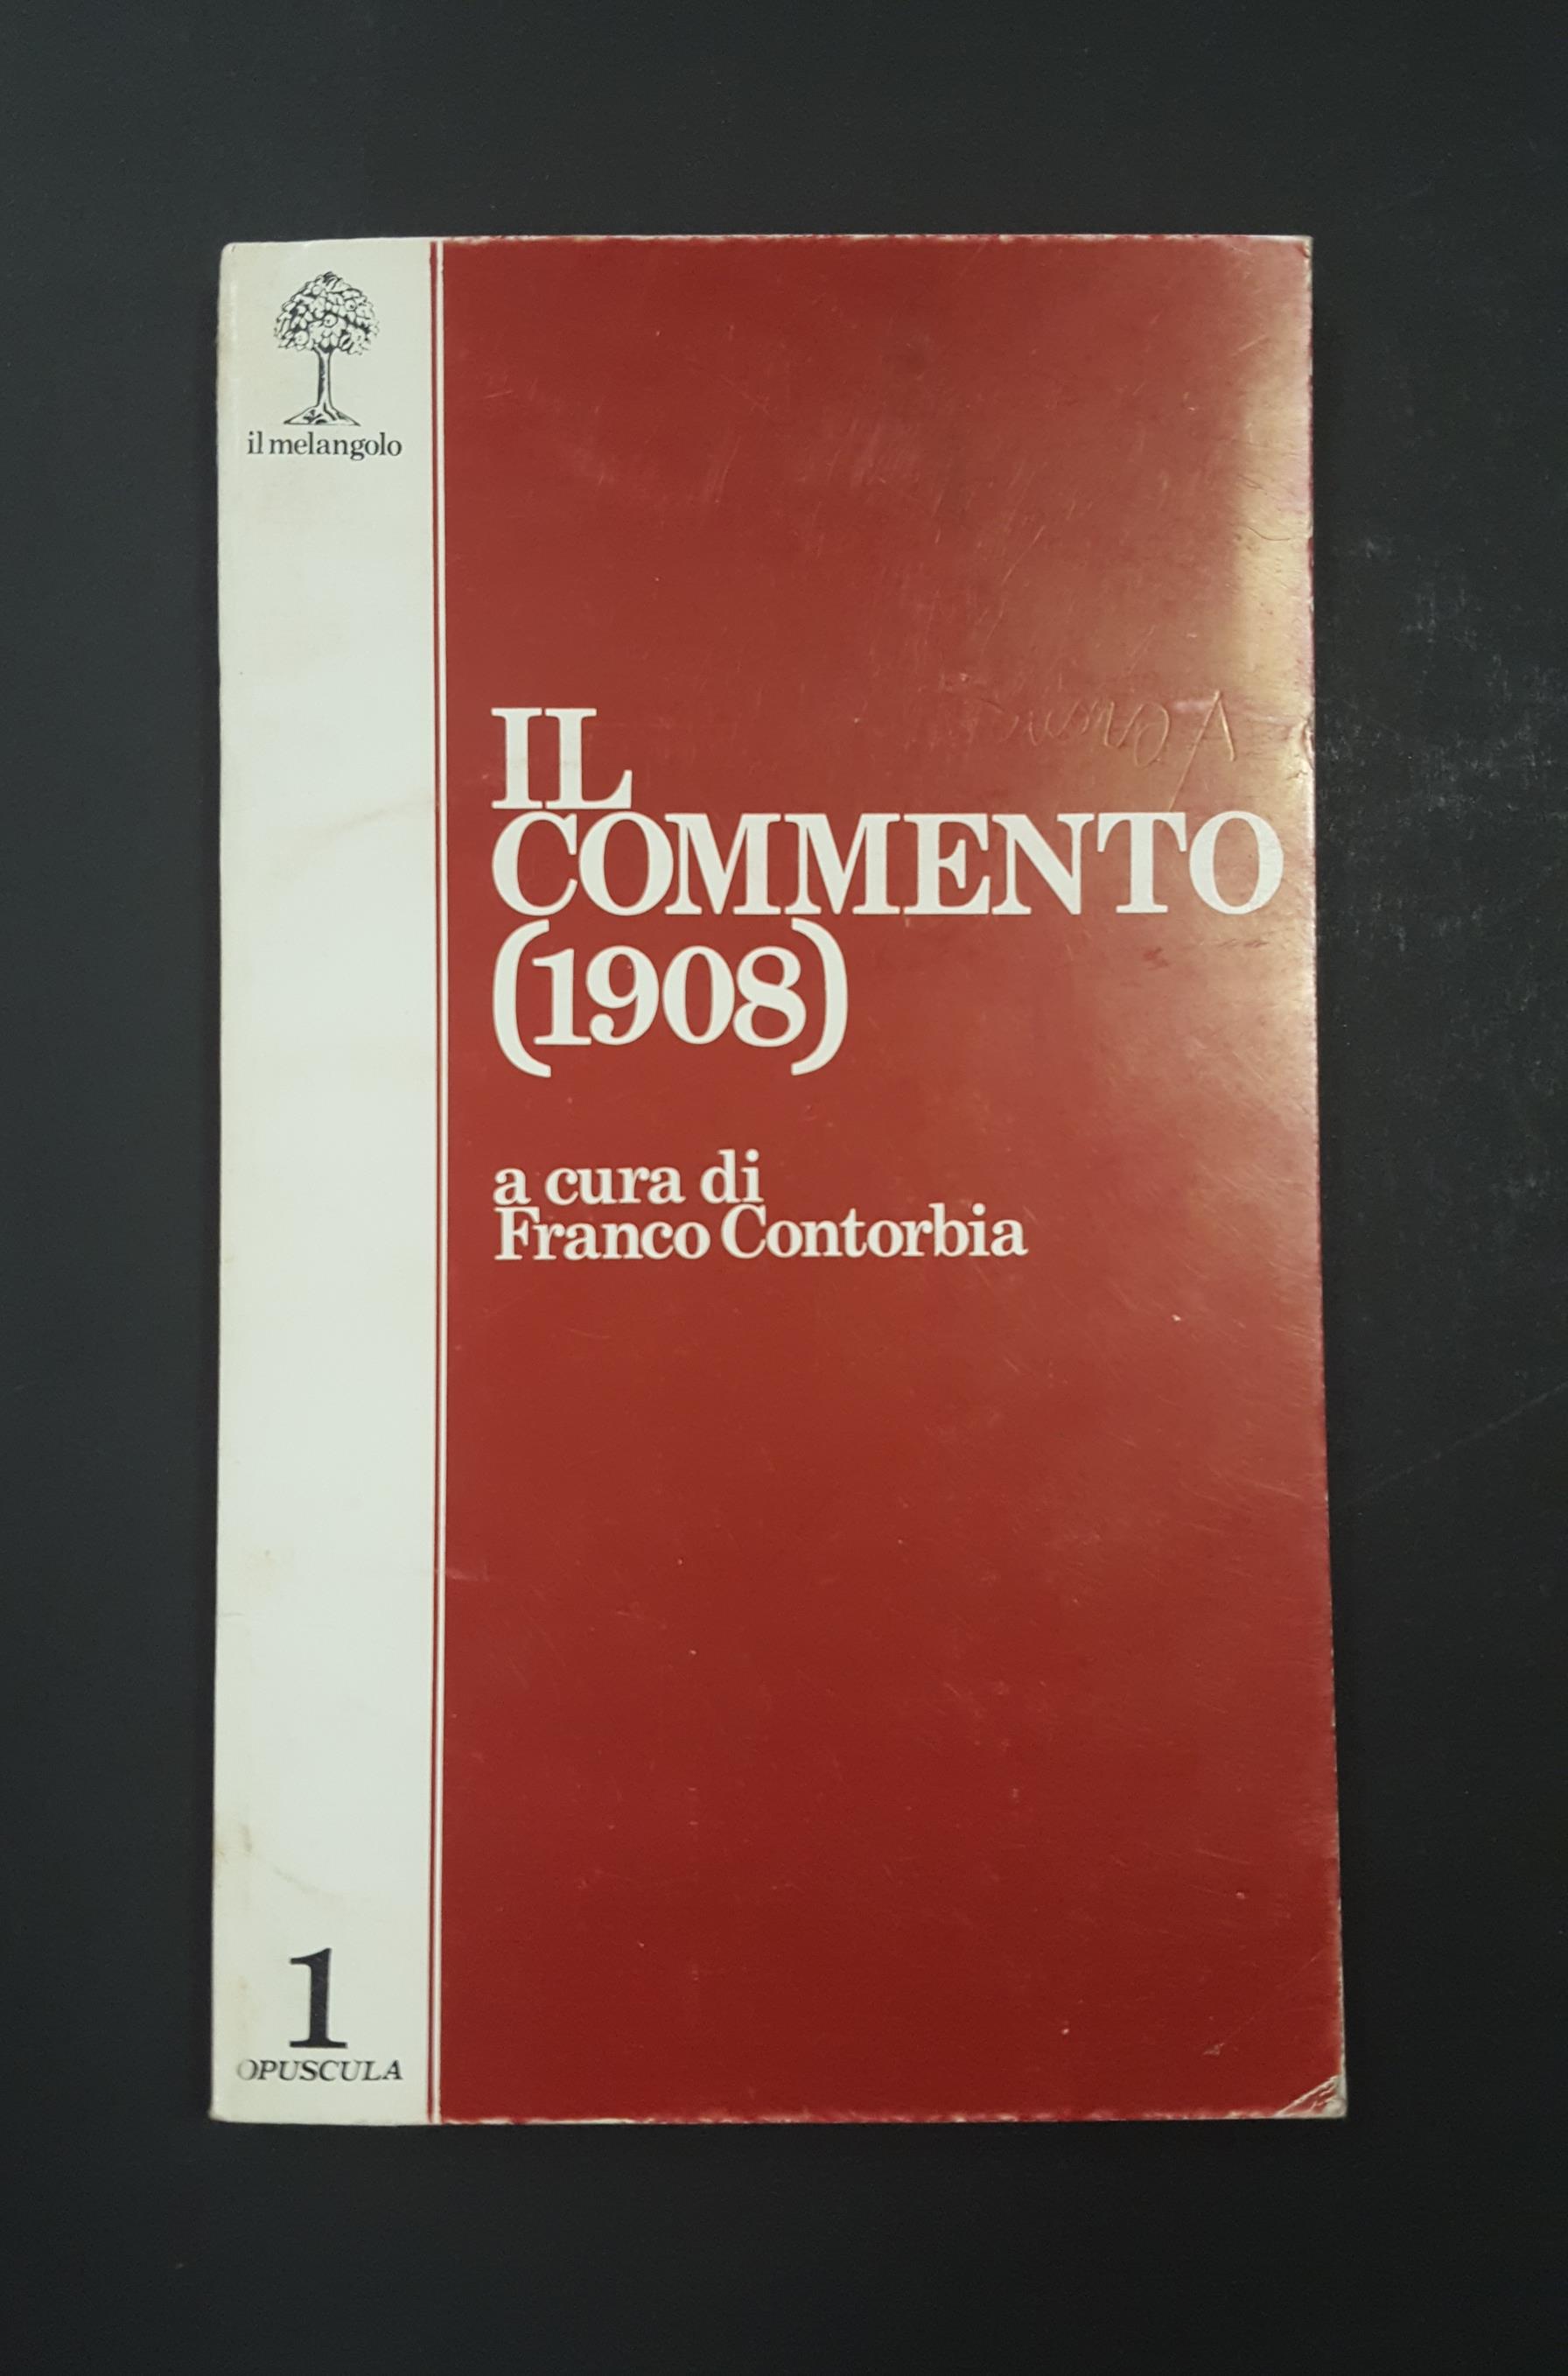 il melangolo
IL
COMMENTO
(1908)
a cura di
Franco Contorbia
1
OPUSCULA